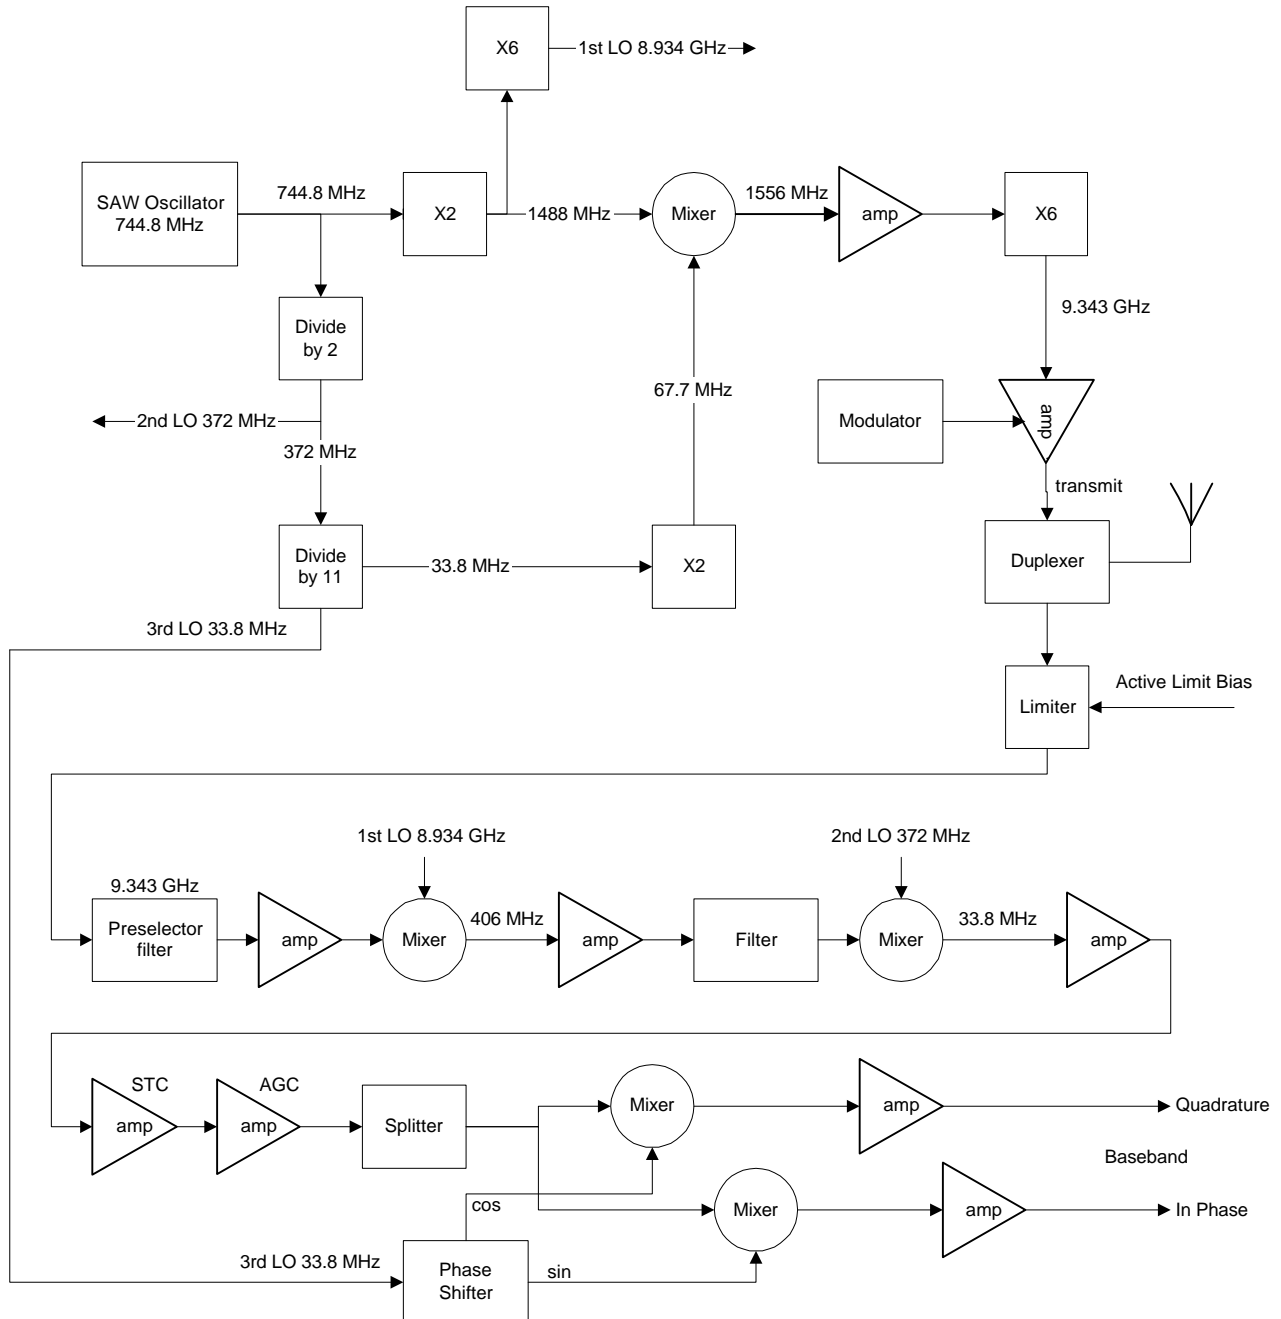 X6
1st LO 8.934 GHz
SAW Oscillator
744.8 MHz
744.8 MHz
X2
1488 MHz
Mixer
1556 MHz
amp
X6
Divide
by 2
9.343 GHz
67.7 MHz
Modulator
amp
2nd LO 372 MHz
372 MHz
transmit
Divide
by 11
33.8 MHz
X2
Duplexer
3rd LO 33.8 MHz
Active Limit Bias
Limiter
1st LO 8.934 GHz
2nd LO 372 MHz
9.343 GHz
Preselector
filter
amp
Mixer
406 MHz
amp
Filter
Mixer
33.8 MHz
amp
STC
AGC
amp
amp
Splitter
Mixer
amp
Quadrature
Baseband
cos
Mixer
amp
In Phase
3rd LO 33.8 MHz
Phase
Shifter
sin